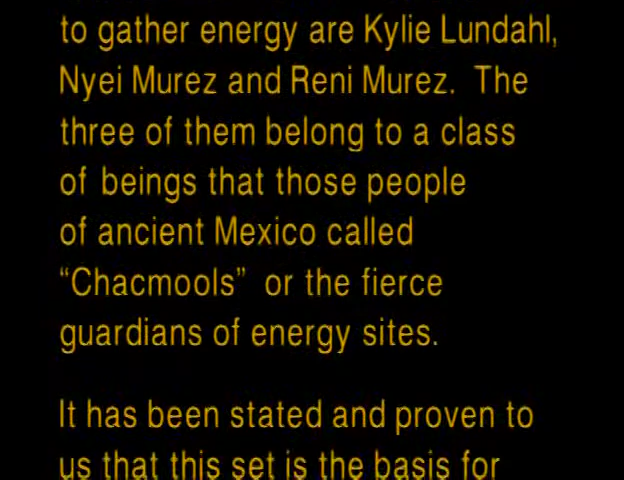 to gather energy are Kylie Lundahl,
Nyei Murez and Reni Murez.  The
three of them belong to a class
of beings that those people
of ancient Mexico called
“Chacmools”  or the fierce
guardians of energy sites.
It has been stated and proven to
us that this set is the basis for